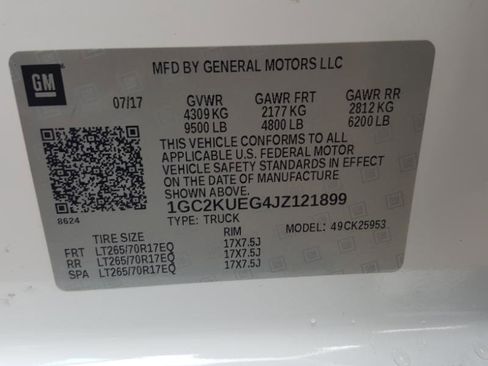 GM
MFD BY GENERAL MOTORS LLC
07/17 GVWR GAWR FRT GAWR RR
4309 KG 2177 KG 2812 KG
9500 LB 4800 LB 6200 LB
THIS VEHICLE CONFORMS TO ALL
APPLICABLE U.S. FEDERAL MOTOR
VEHICLE SAFETY STANDARDS IN EFFECT
ON THE DATE OF MANUFACTURE
SHOWN ABOVE.
8624 1GC2KUEG4JZ121899
TYPE: TRUCK MODEL: 49CK25953
TIRE SIZE RIM
FRT LT265/70R17EQ 17X7.5J
RR LT265/70R17EQ 17X7.5J
SPA LT265/70R17EQ 17X7.5J